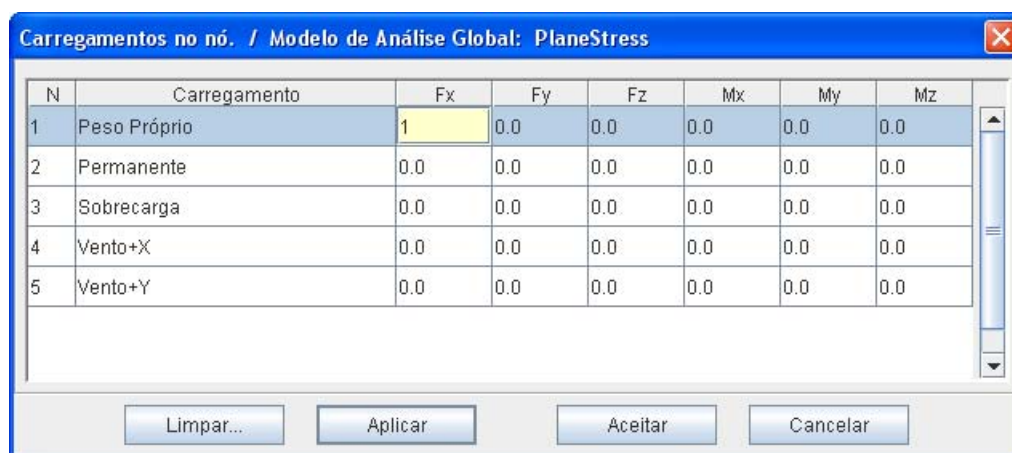 Carregamentos no nó. / Modelo de Análise Global: PlaneStress
N Carregamento Fx Fy Fz Mx My Mz
1 Peso Próprio 1 0.0 0.0 0.0 0.0 0.0
2 Permanente 0.0 0.0 0.0 0.0 0.0 0.0
3 Sobrecarga 0.0 0.0 0.0 0.0 0.0 0.0
4 Vento+X 0.0 0.0 0.0 0.0 0.0 0.0
5 Vento+Y 0.0 0.0 0.0 0.0 0.0 0.0
Limpar... Aplicar Aceitar Cancelar